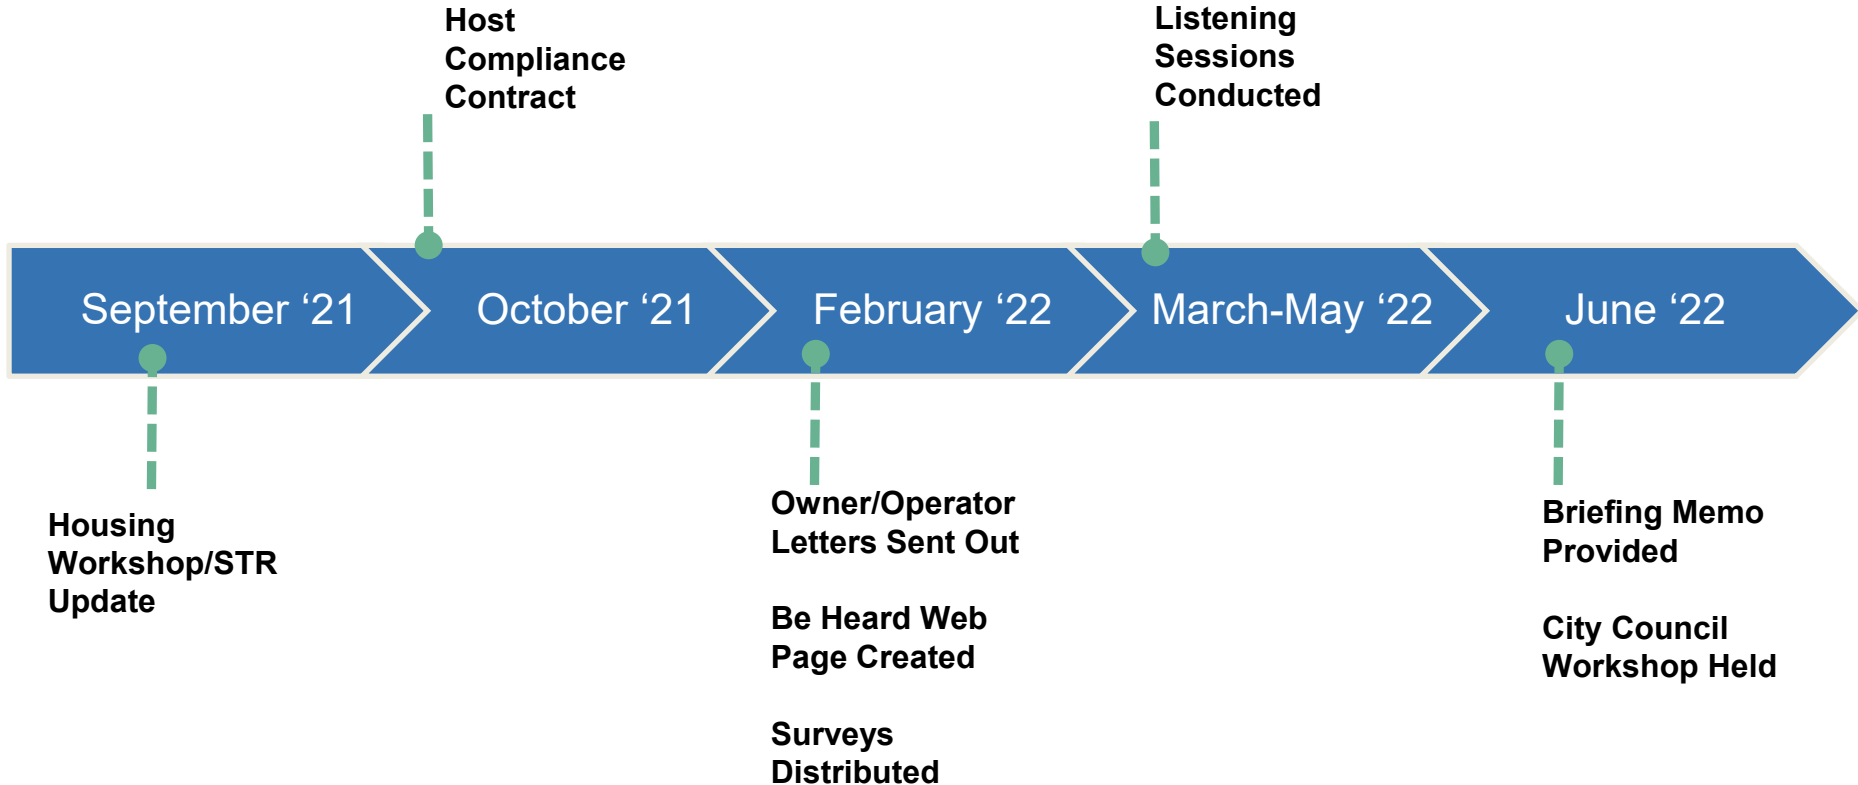 Host
Compliance
Contract
Listening
Sessions
Conducted
September ‘21
October ‘21
February ‘22
March-May ‘22
June ‘22
Housing
Workshop/STR
Update
Owner/Operator
Letters Sent Out
Be Heard Web
Page Created
Surveys
Distributed
Briefing Memo
Provided
City Council
Workshop Held